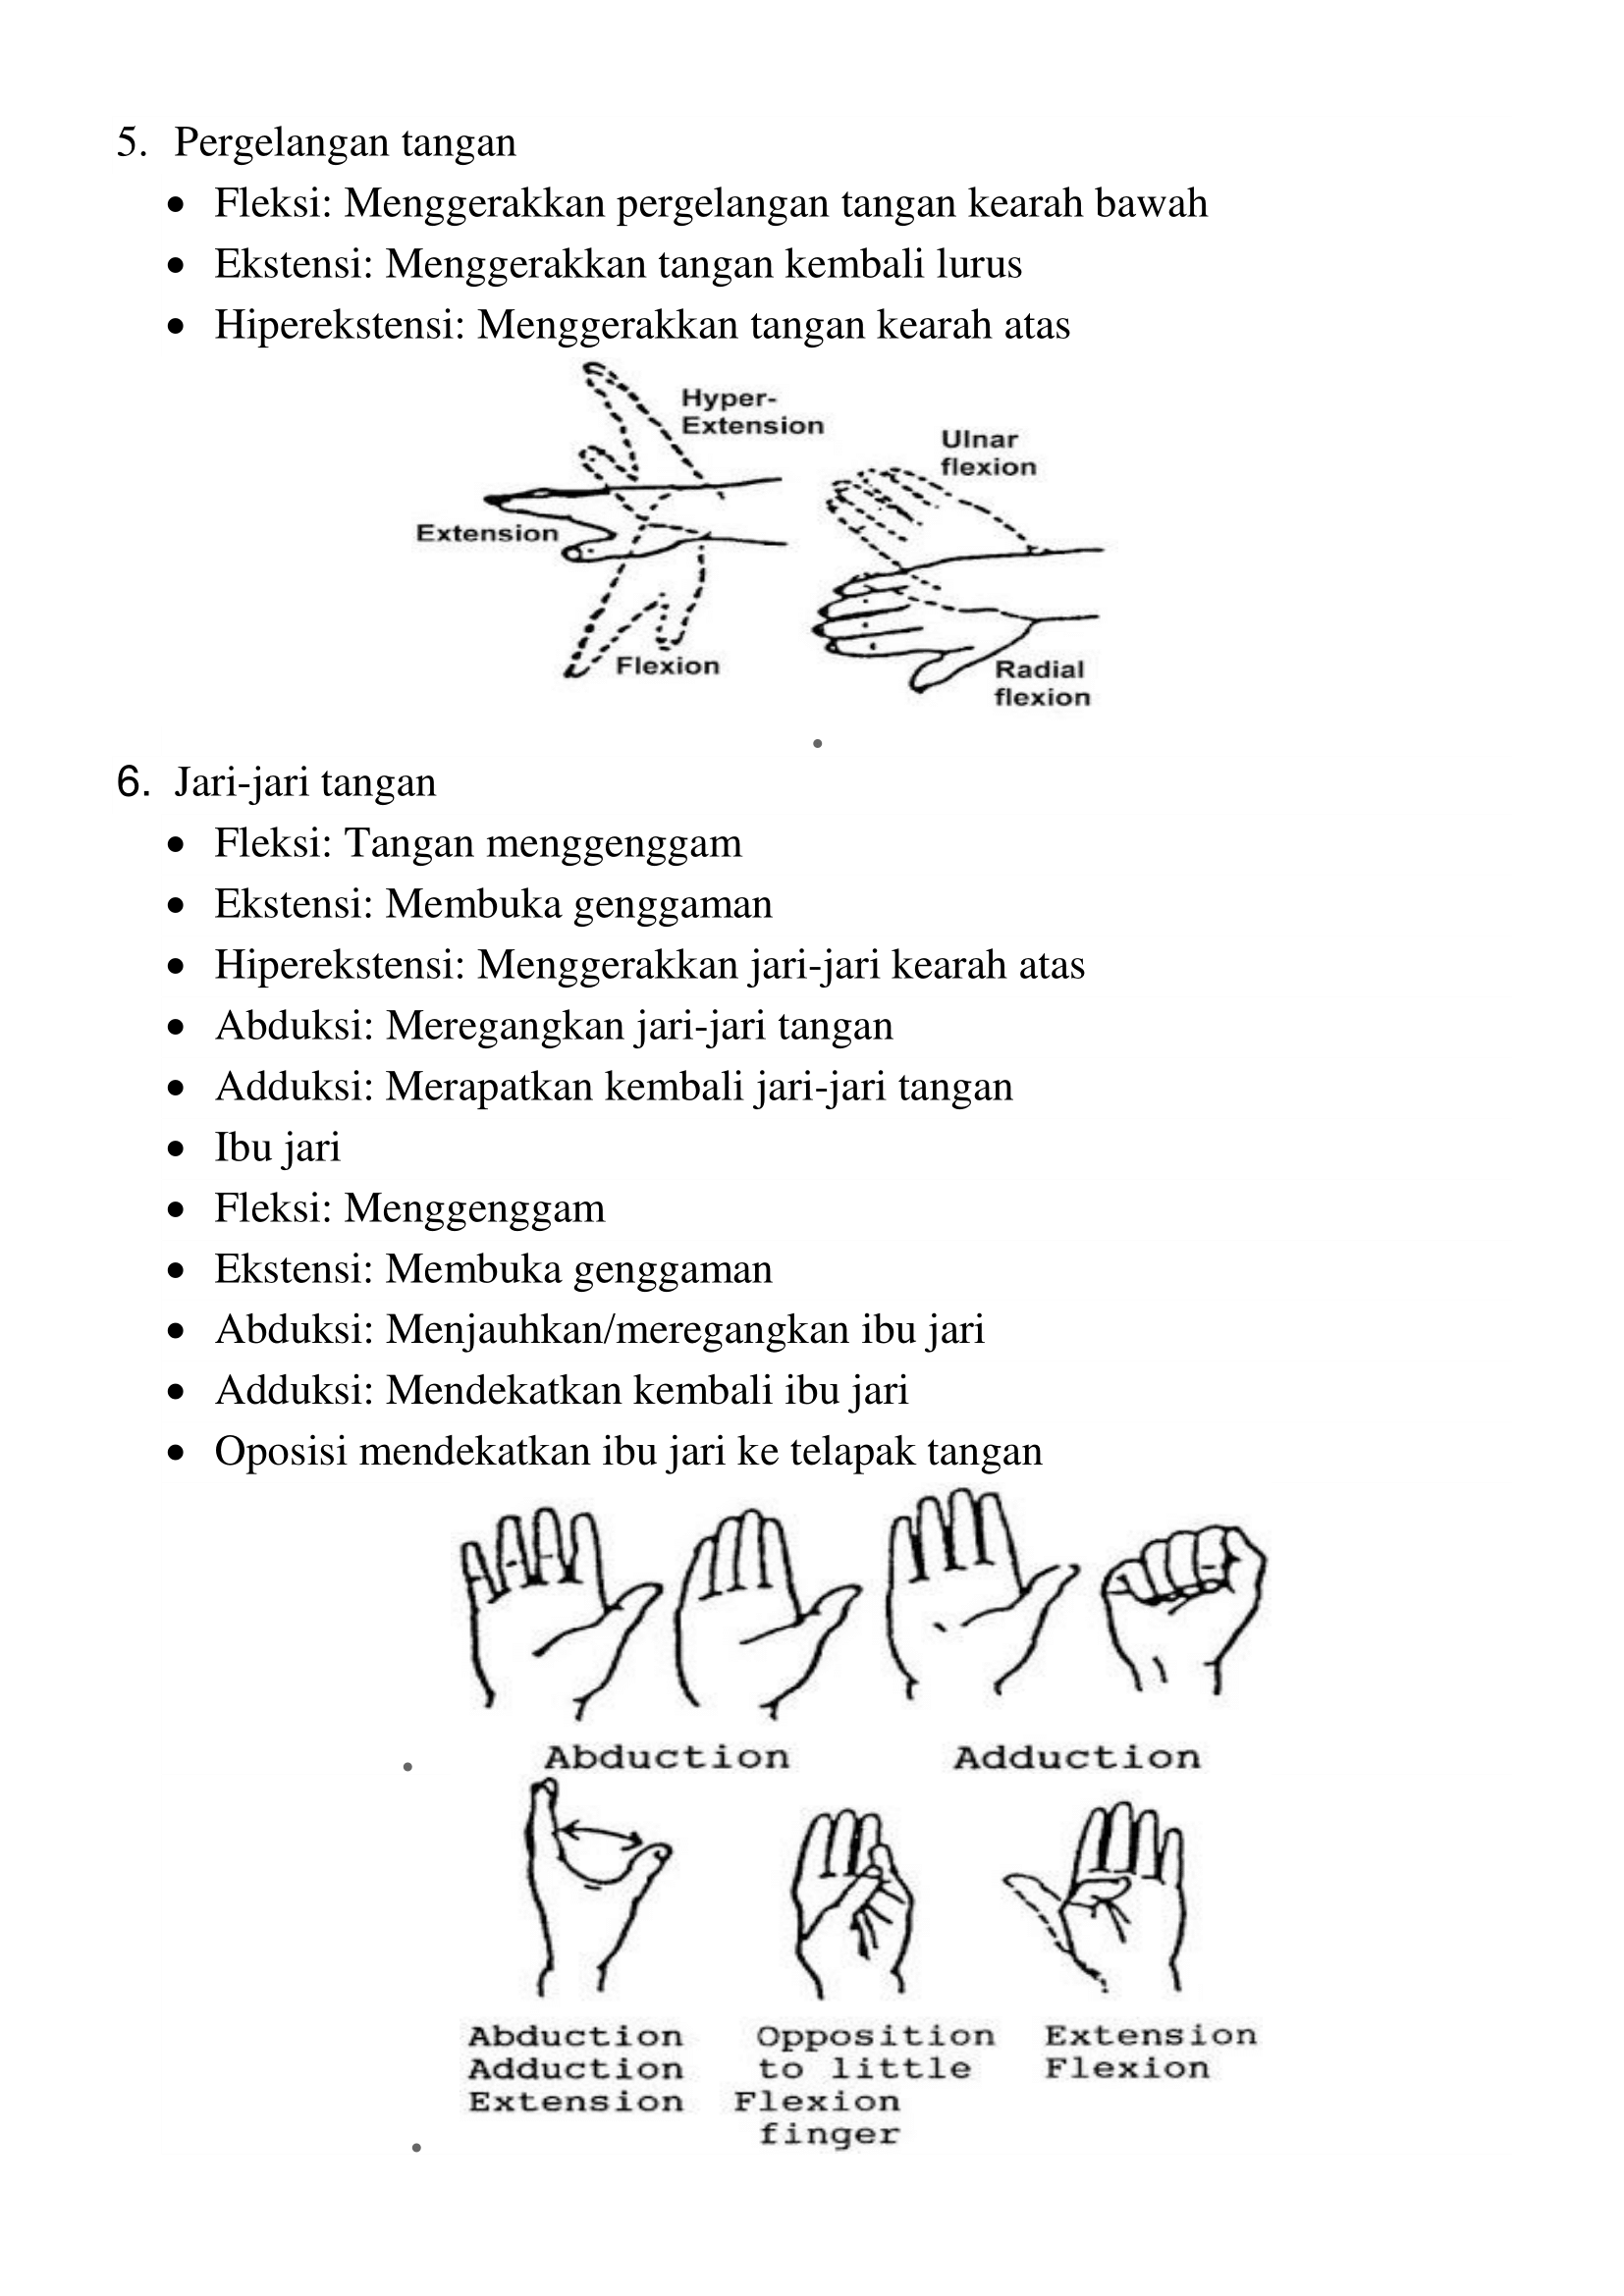 5. Pergelangan tangan
• Fleksi: Menggerakkan pergelangan tangan kearah bawah
• Ekstensi: Menggerakkan tangan kembali lurus
• Hiperekstensi: Menggerakkan tangan kearah atas
Hyper-
Extension
Extension
Flexion
Ulnar
flexion
Radial
flexion
6. Jari-jari tangan
• Fleksi: Tangan menggenggam
• Ekstensi: Membuka genggaman
• Hiperekstensi: Menggerakkan jari-jari kearah atas
• Abduksi: Meregangkan jari-jari tangan
• Adduksi: Merapatkan kembali jari-jari tangan
• Ibu jari
• Fleksi: Menggenggam
• Ekstensi: Membuka genggaman
• Abduksi: Menjauhkan/meregangkan ibu jari
• Adduksi: Mendekatkan kembali ibu jari
• Oposisi mendekatkan ibu jari ke telapak tangan
Abduction Adduction
Abduction Opposition Extension
Adduction to little Flexion
Extension Flexion
finger